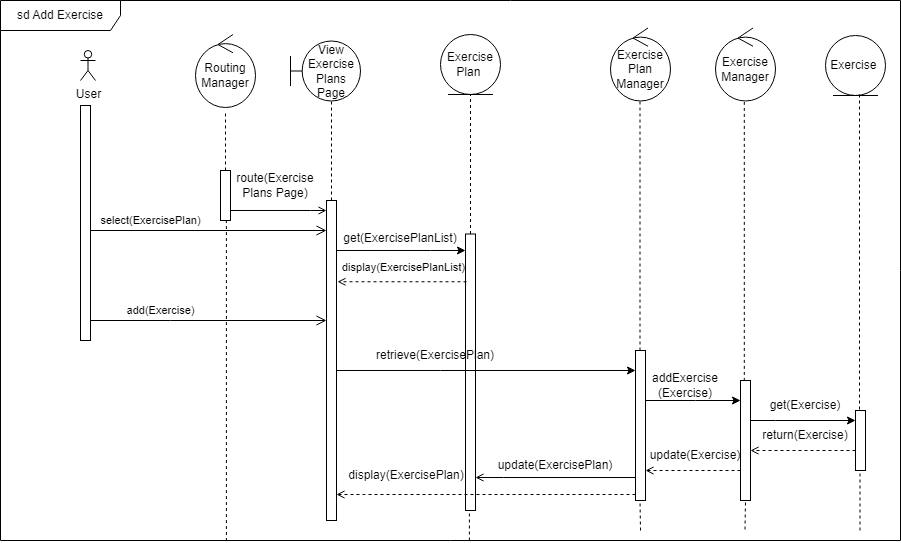 sd Add Exercise
User
Routing
Manager
View
Exercise
Plans
Page
Exercise
Plan
Exercise
Plan
Manager
Exercise
Manager
Exercise
route(Exercise
Plans Page)
select(ExercisePlan)
get(ExercisePlanList)
display(ExercisePlanList)
add(Exercise)
retrieve(ExercisePlan)
addExercise
(Exercise)
get(Exercise)
return(Exercise)
update(Exercise)
update(ExercisePlan)
display(ExercisePlan)